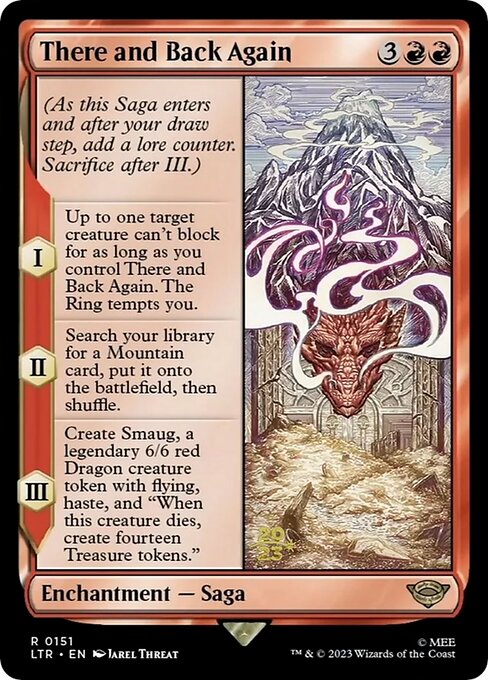 There and Back Again 3
(As this Saga enters
and after your draw
step, add a lore counter.
Sacrifice after III.)
I
Up to one target
creature can't block
for as long as you
control There and
Back Again. The
Ring tempts you.
II
Search your library
for a Mountain
card, put it onto
the battlefield, then
shuffle.
III
Create Smaug, a
legendary 6/6 red
Dragon creature
token with flying,
haste, and “When
this creature dies,
create fourteen
Treasure tokens.”
2023
Enchantment — Saga
R 0151
LTR • EN JAREL THREAT
© MEE
™ & © 2023 Wizards of the Coast